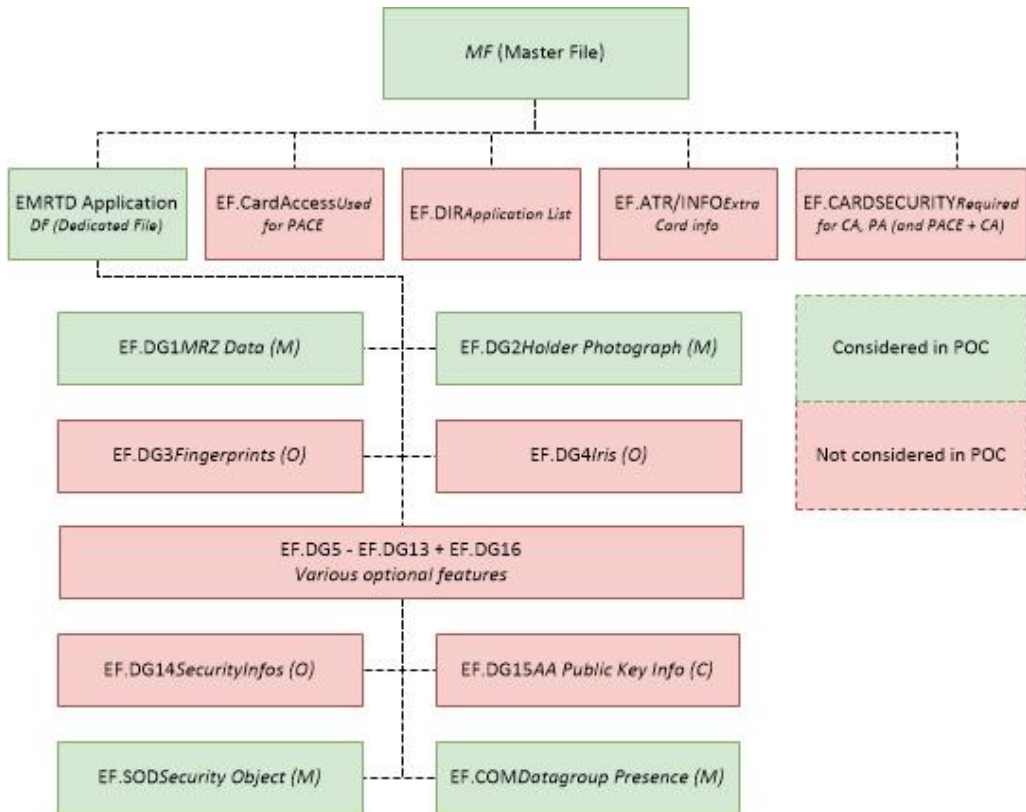 MF (Master File)
EMRTD Application
DF (Dedicated File)
EF.CardAccessUsed
for PACE
EF.DIRApplication List
EF.ATR/INFOExtra
Card info
EF.CARDSECURITYRequired
for CA, PA (and PACE + CA)
EF.DG1MRZ Data (M)
EF.DG2Holder Photograph (M)
Considered in POC
EF.DG3Fingerprints (O)
EF.DG4Iris (O)
Not considered in POC
EF.DG5 - EF.DG13 + EF.DG16
Various optional features
EF.DG14SecurityInfos (O)
EF.DG15AA Public Key Info (C)
EF.SODSecurity Object (M)
EF.COMDatagroup Presence (M)